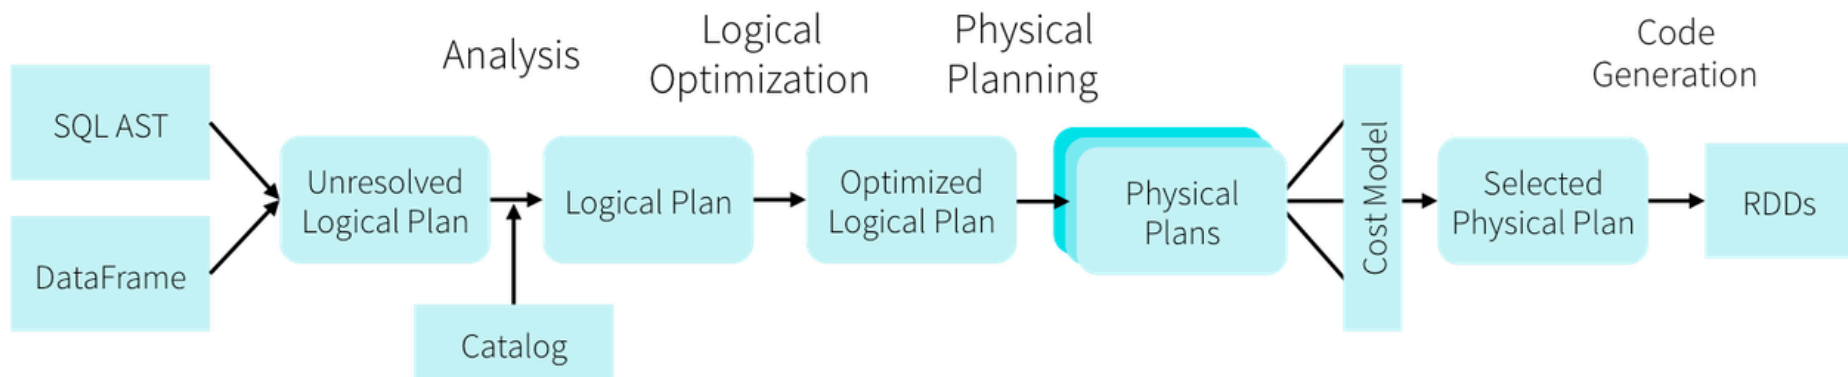 Analysis
Logical
Optimization
Physical
Planning
Code
Generation
SQL AST
DataFrame
Unresolved
Logical Plan
Catalog
Logical Plan
Optimized
Logical Plan
Physical
Plans
Cost Model
Selected
Physical Plan
RDDs